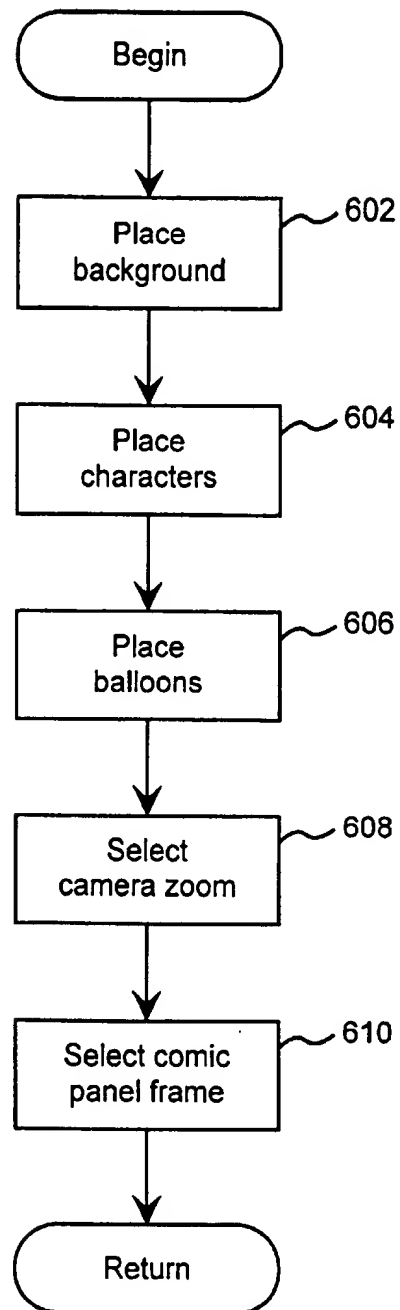 Begin
602
Place
background
604
Place
characters
606
Place
balloons
608
Select
camera zoom
610
Select comic
panel frame
Return